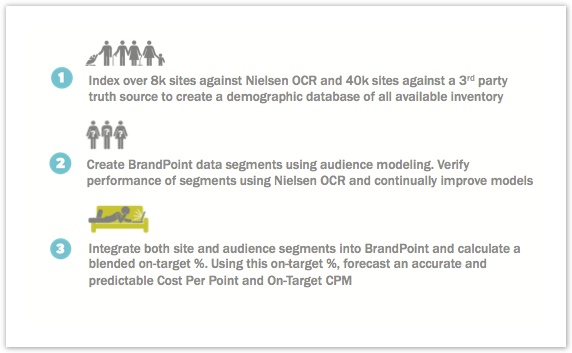 1
Index over 8k sites against Nielsen OCR and 40k sites against a 3rd party
truth source to create a demographic database of all available inventory
? ? ?
2
Create BrandPoint data segments using audience modeling. Verify
performance of segments using Nielsen OCR and continually improve models
3
Integrate both site and audience segments into BrandPoint and calculate a
blended on-target %. Using this on-target %, forecast an accurate and
predictable Cost Per Point and On-Target CPM